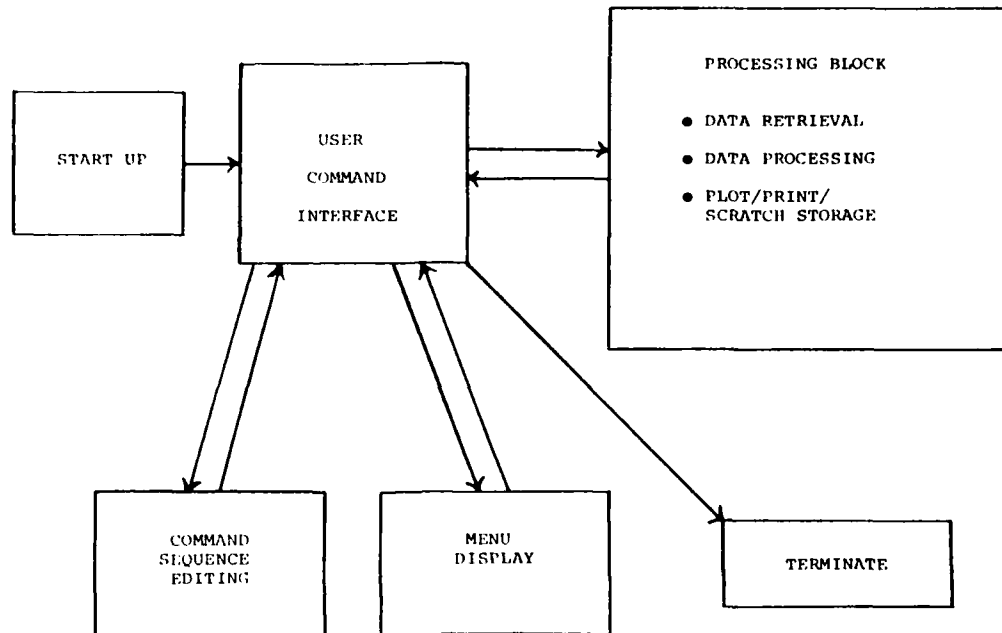 START UP
USER
COMMAND
INTERFACE
PROCESSING BLOCK
● DATA RETRIEVAL
● DATA PROCESSING
● PLOT/PRINT/
SCRATCH STORAGE
COMMAND
SEQUENCE
EDITING
MENU
DISPLAY
TERMINATE